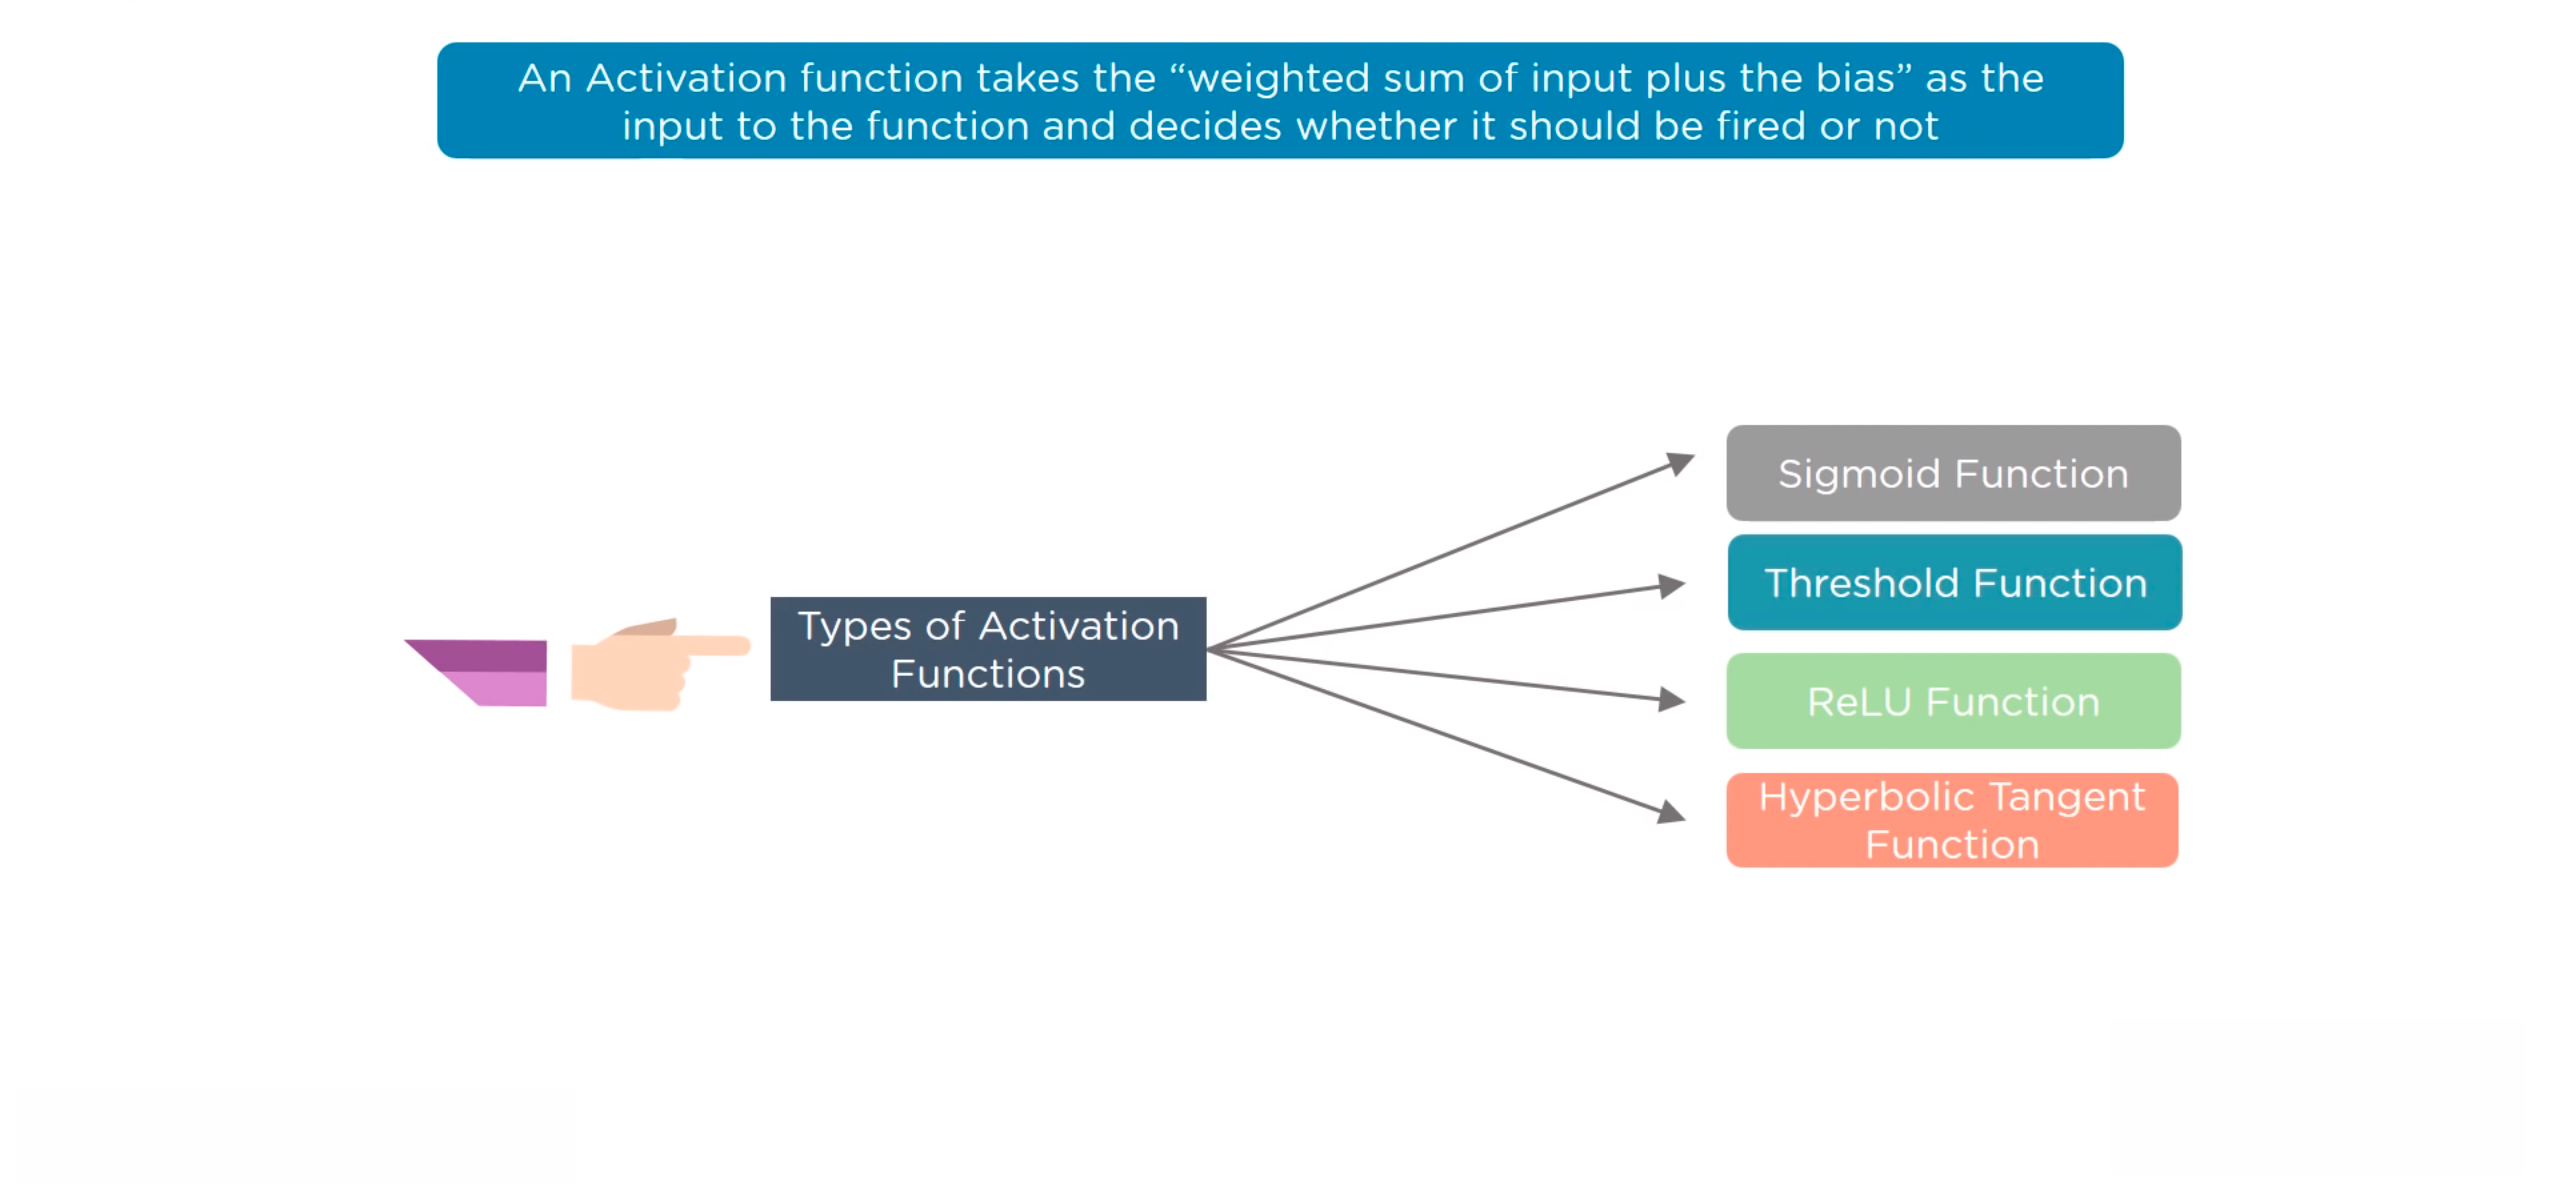 An Activation function takes the “weighted sum of input plus the bias” as the
input to the function and decides whether it should be fired or not
Types of Activation
Functions
Sigmoid Function
Threshold Function
ReLU Function
Hyperbolic Tangent
Function